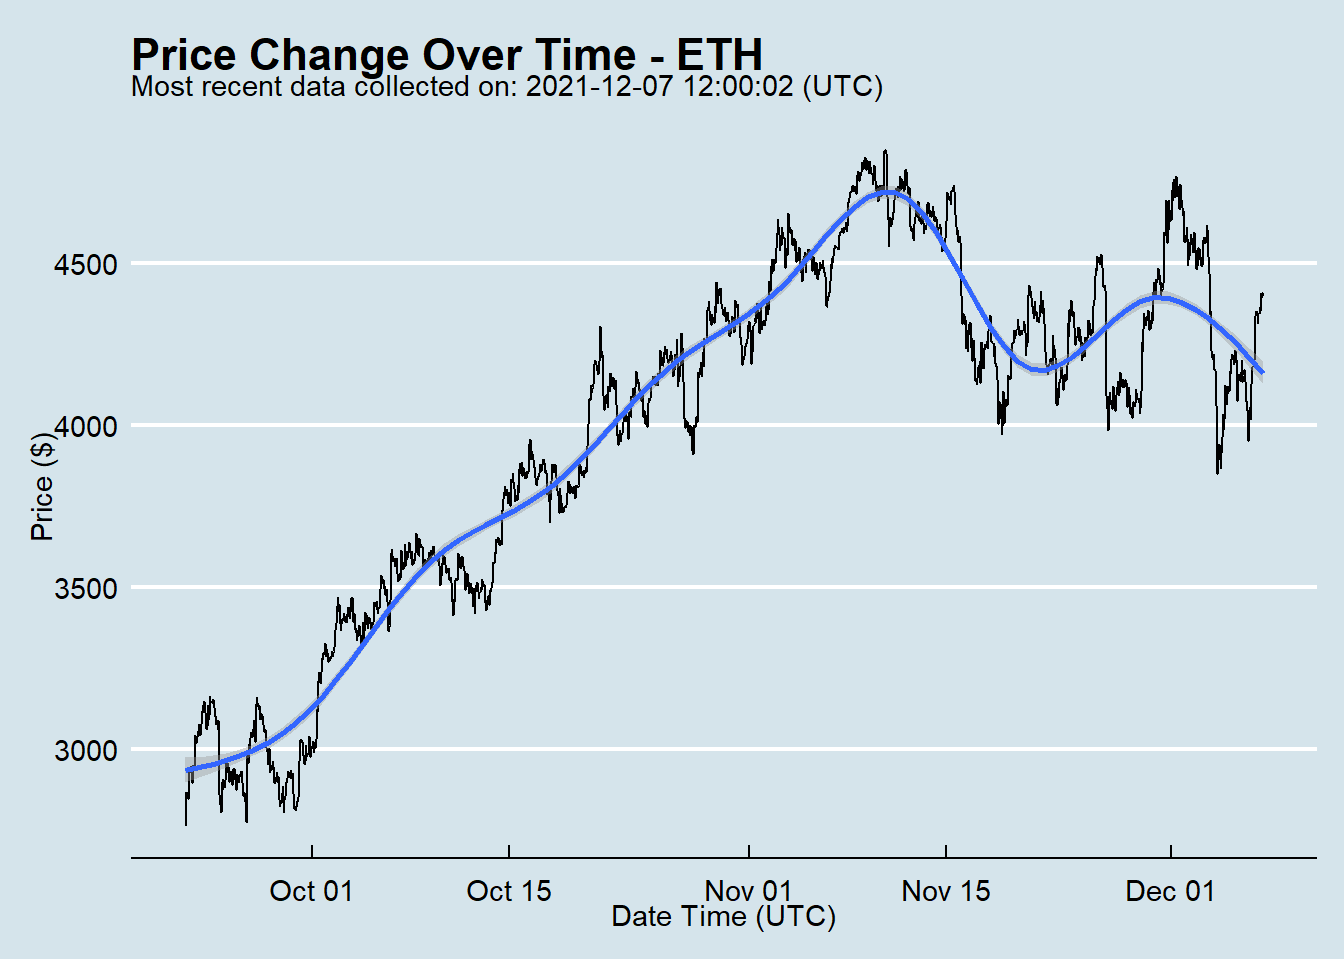 Price Change Over Time - ETH
Most recent data collected on: 2021-12-07 12:00:02 (UTC)
Price ($)
4500
4000
3500
3000
Oct 01
Oct 15
Nov 01
Nov 15
Dec 01
Date Time (UTC)